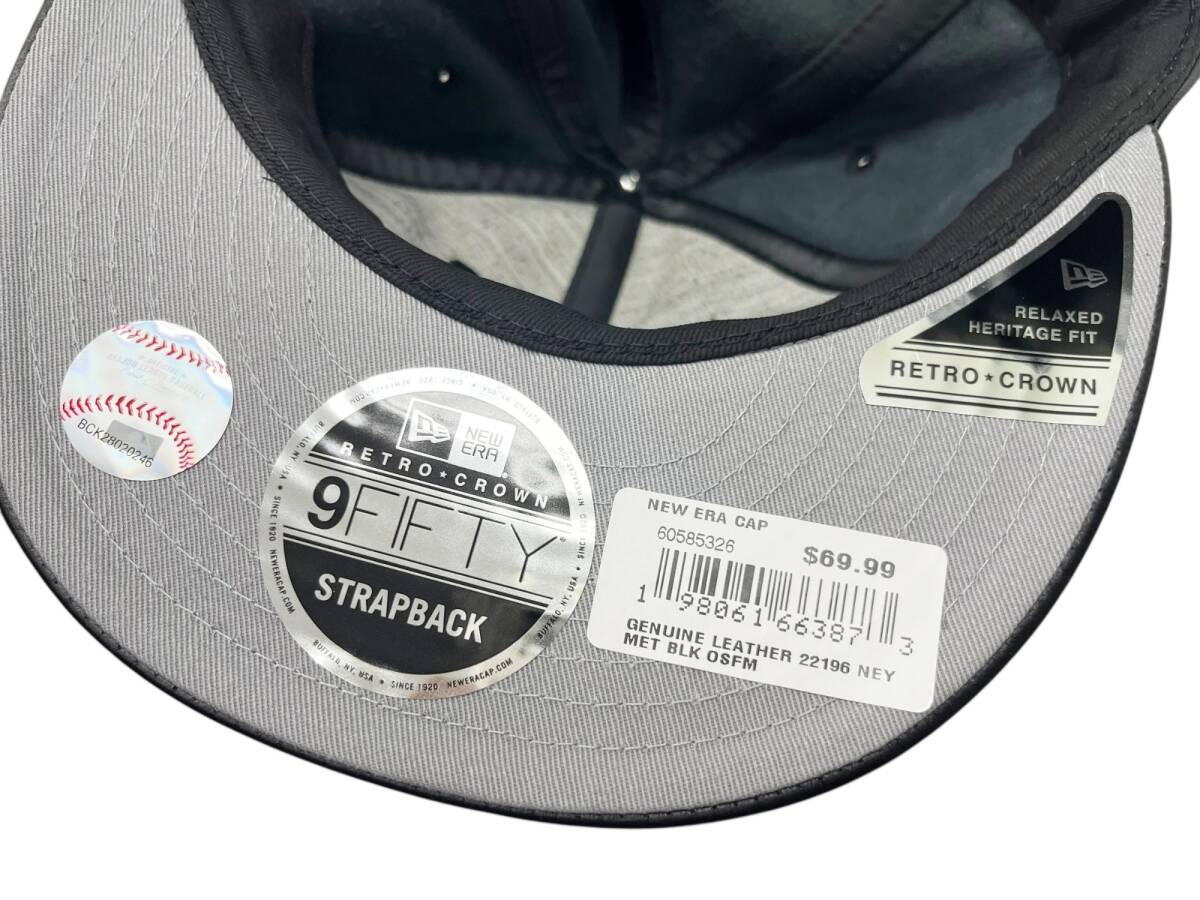 RELAXED
HERITAGE FIT
RETRO★CROWN
BCK28020246
NEW
ERA
RETRO★CROWN
9FIFTY
STRAPBACK
BUFFALO, NY, USA ★ SINCE 1920 NEWERACAP.COM
NEW ERA CAP
60585326
$69.99
1 98061 66387 3
GENUINE LEATHER 22196 NEY
MET BLK OSFM